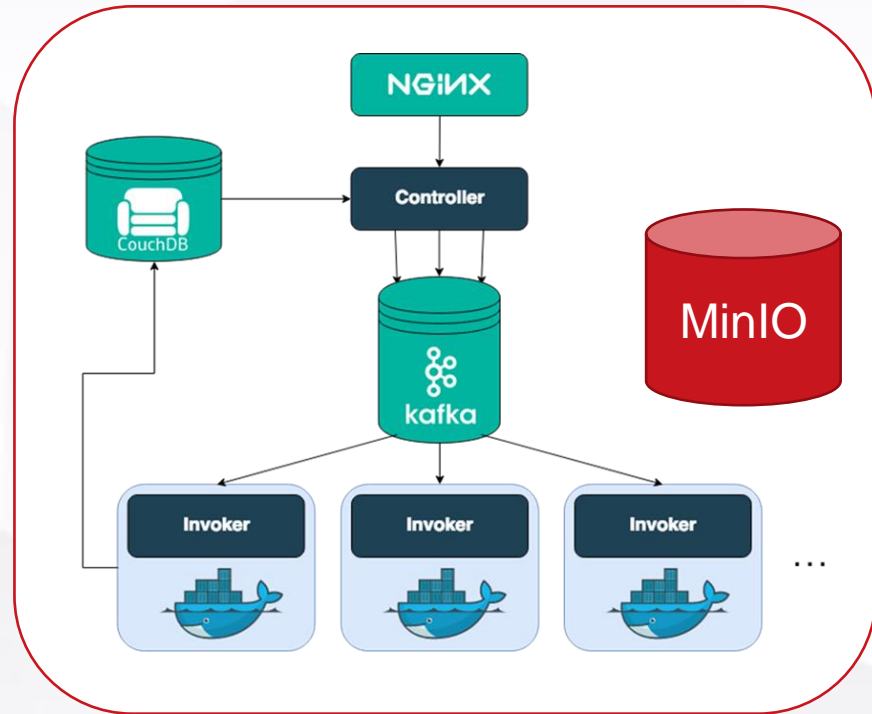 NGINX
Controller
CouchDB
MinIO
kafka
Invoker
Invoker
Invoker
...